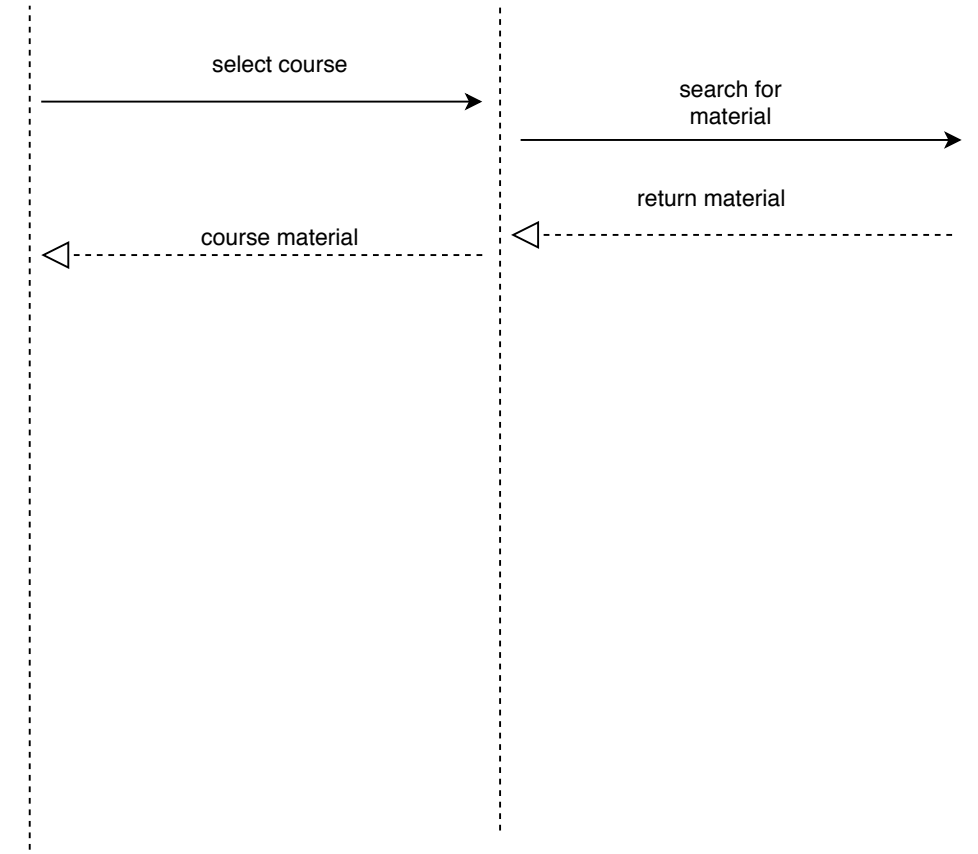 select course
search for
material
return material
course material